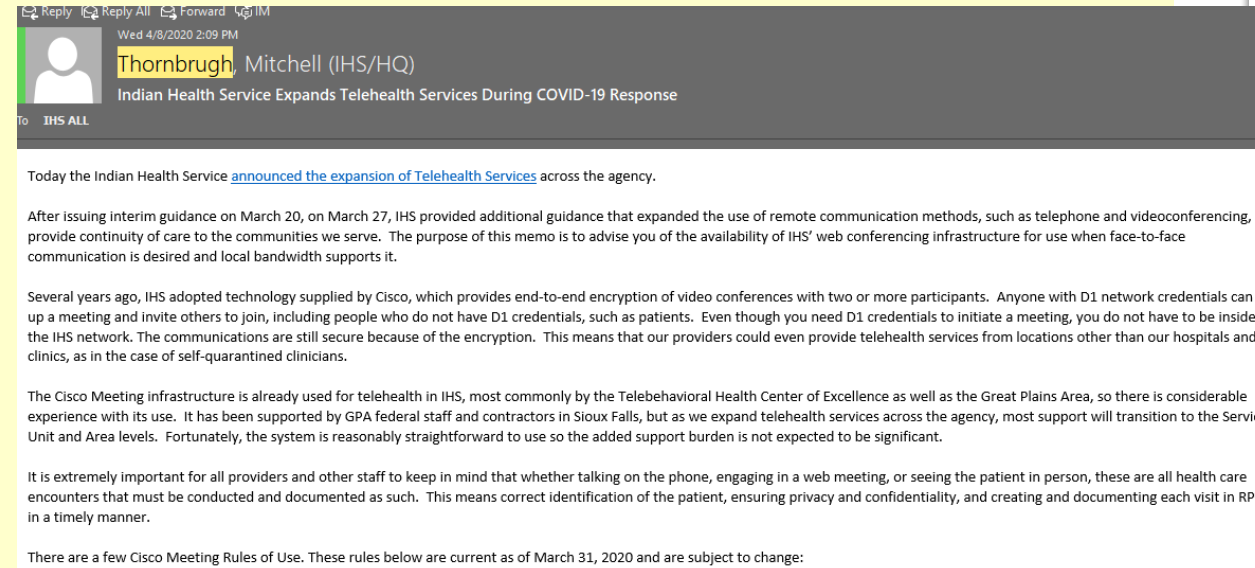 Reply Reply All Forward IM
Wed 4/8/2020 2:09 PM
Thornbrugh, Mitchell (IHS/HQ)
Indian Health Service Expands Telehealth Services During COVID-19 Response
To IHS ALL
Today the Indian Health Service announced the expansion of Telehealth Services across the agency.
After issuing interim guidance on March 20, on March 27, IHS provided additional guidance that expanded the use of remote communication methods, such as telephone and videoconferencing,
provide continuity of care to the communities we serve. The purpose of this memo is to advise you of the availability of IHS' web conferencing infrastructure for use when face-to-face
communication is desired and local bandwidth supports it.
Several years ago, IHS adopted technology supplied by Cisco, which provides end-to-end encryption of video conferences with two or more participants. Anyone with D1 network credentials can
up a meeting and invite others to join, including people who do not have D1 credentials, such as patients. Even though you need D1 credentials to initiate a meeting, you do not have to be inside
the IHS network. The communications are still secure because of the encryption. This means that our providers could even provide telehealth services from locations other than our hospitals and
clinics, as in the case of self-quarantined clinicians.
The Cisco Meeting infrastructure is already used for telehealth in IHS, most commonly by the Telebehavioral Health Center of Excellence as well as the Great Plains Area, so there is considerable
experience with its use. It has been supported by GPA federal staff and contractors in Sioux Falls, but as we expand telehealth services across the agency, most support will transition to the Servic
Unit and Area levels. Fortunately, the system is reasonably straightforward to use so the added support burden is not expected to be significant.
It is extremely important for all providers and other staff to keep in mind that whether talking on the phone, engaging in a web meeting, or seeing the patient in person, these are all health care
encounters that must be conducted and documented as such. This means correct identification of the patient, ensuring privacy and confidentiality, and creating and documenting each visit in RP
in a timely manner.
There are a few Cisco Meeting Rules of Use. These rules below are current as of March 31, 2020 and are subject to change: